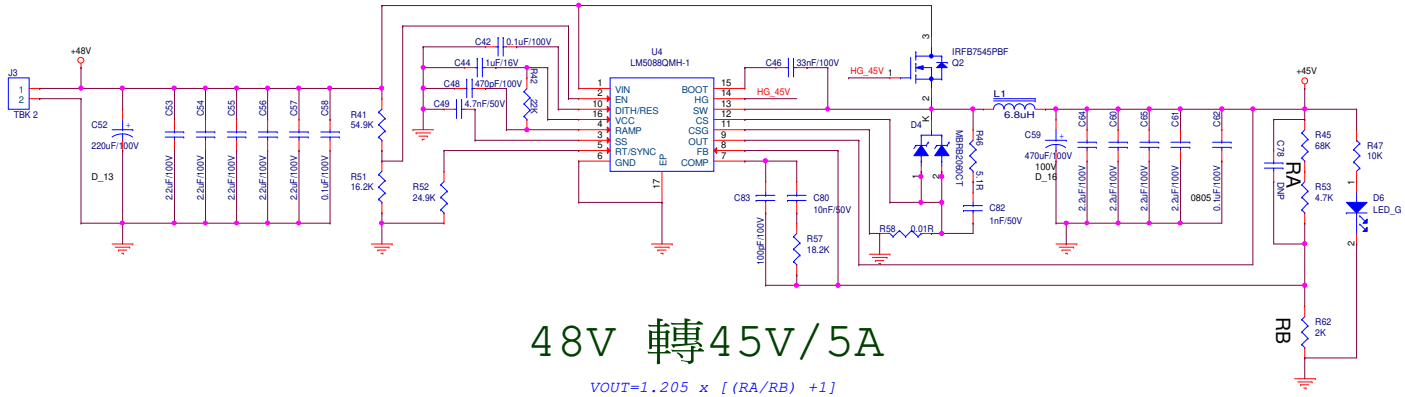 +48V
J3
1
2
TBK 2
C52
220uF/100V
D_13
C53
2.2uF/100V
C54
2.2uF/100V
C55
2.2uF/100V
C56
2.2uF/100V
C57
2.2uF/100V
C58
0.1uF/100V
R41
54.9K
R51
16.2K
R52
24.9K
C42
0.1uF/100V
C44
1uF/16V
C48
470pF/100V
C49
4.7nF/50V
R42
22K
U4
LM5088QMH-1
1
VIN
2
EN
10
DITH/RES
16
VCC
4
RAMP
3
SS
5
RT/SYNC
6
GND
EP
17
BOOT
15
HG
14
SW
13
CS
12
CSG
11
OUT
9
FB
8
COMP
7
C46
33nF/100V
HG_45V
HG_45V
1
3
2
IRFB7545PBF
Q2
D4
K
1
2
MBRB2060CT
R46
5.1R
C82
1nF/50V
R58
0.01R
C83
100pF/100V
C80
10nF/50V
R57
18.2K
L1
6.8uH
C59
470uF/100V
100V
D_16
C64
2.2uF/100V
C60
2.2uF/100V
C65
2.2uF/100V
C61
2.2uF/100V
0805
C62
0.1uF/100V
+45V
C78
DNP
RA
R45
68K
R53
4.7K
RB
R62
2K
R47
10K
1
D6
LED_G
2
48V 轉45V/5A
VOUT=1.205 x [(RA/RB) +1]